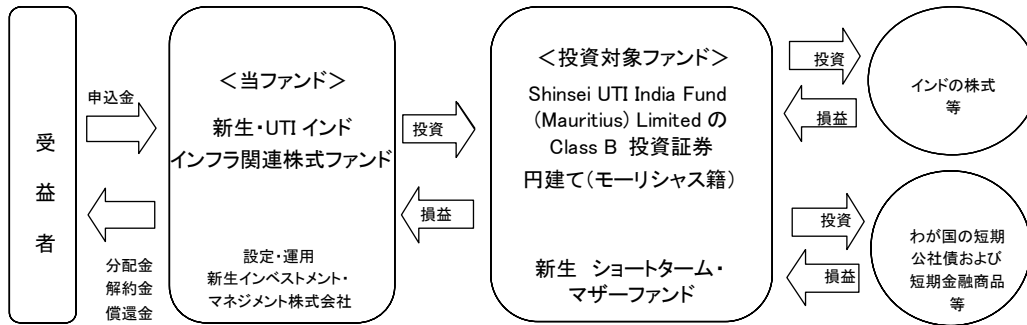 受益者
申込金
分配金
解約金
償還金
＜当ファンド＞
新生・UTI インド
インフラ関連株式ファンド
設定・運用
新生インベストメント・
マネジメント株式会社
投資
損益
＜投資対象ファンド＞
Shinsei UTI India Fund
(Mauritius) Limited の
Class B 投資証券
円建て（モーリシャス籍）
新生 ショートターム・
マザーファンド
投資
損益
インドの株式
等
投資
損益
わが国の短期
公社債および
短期金融商品
等